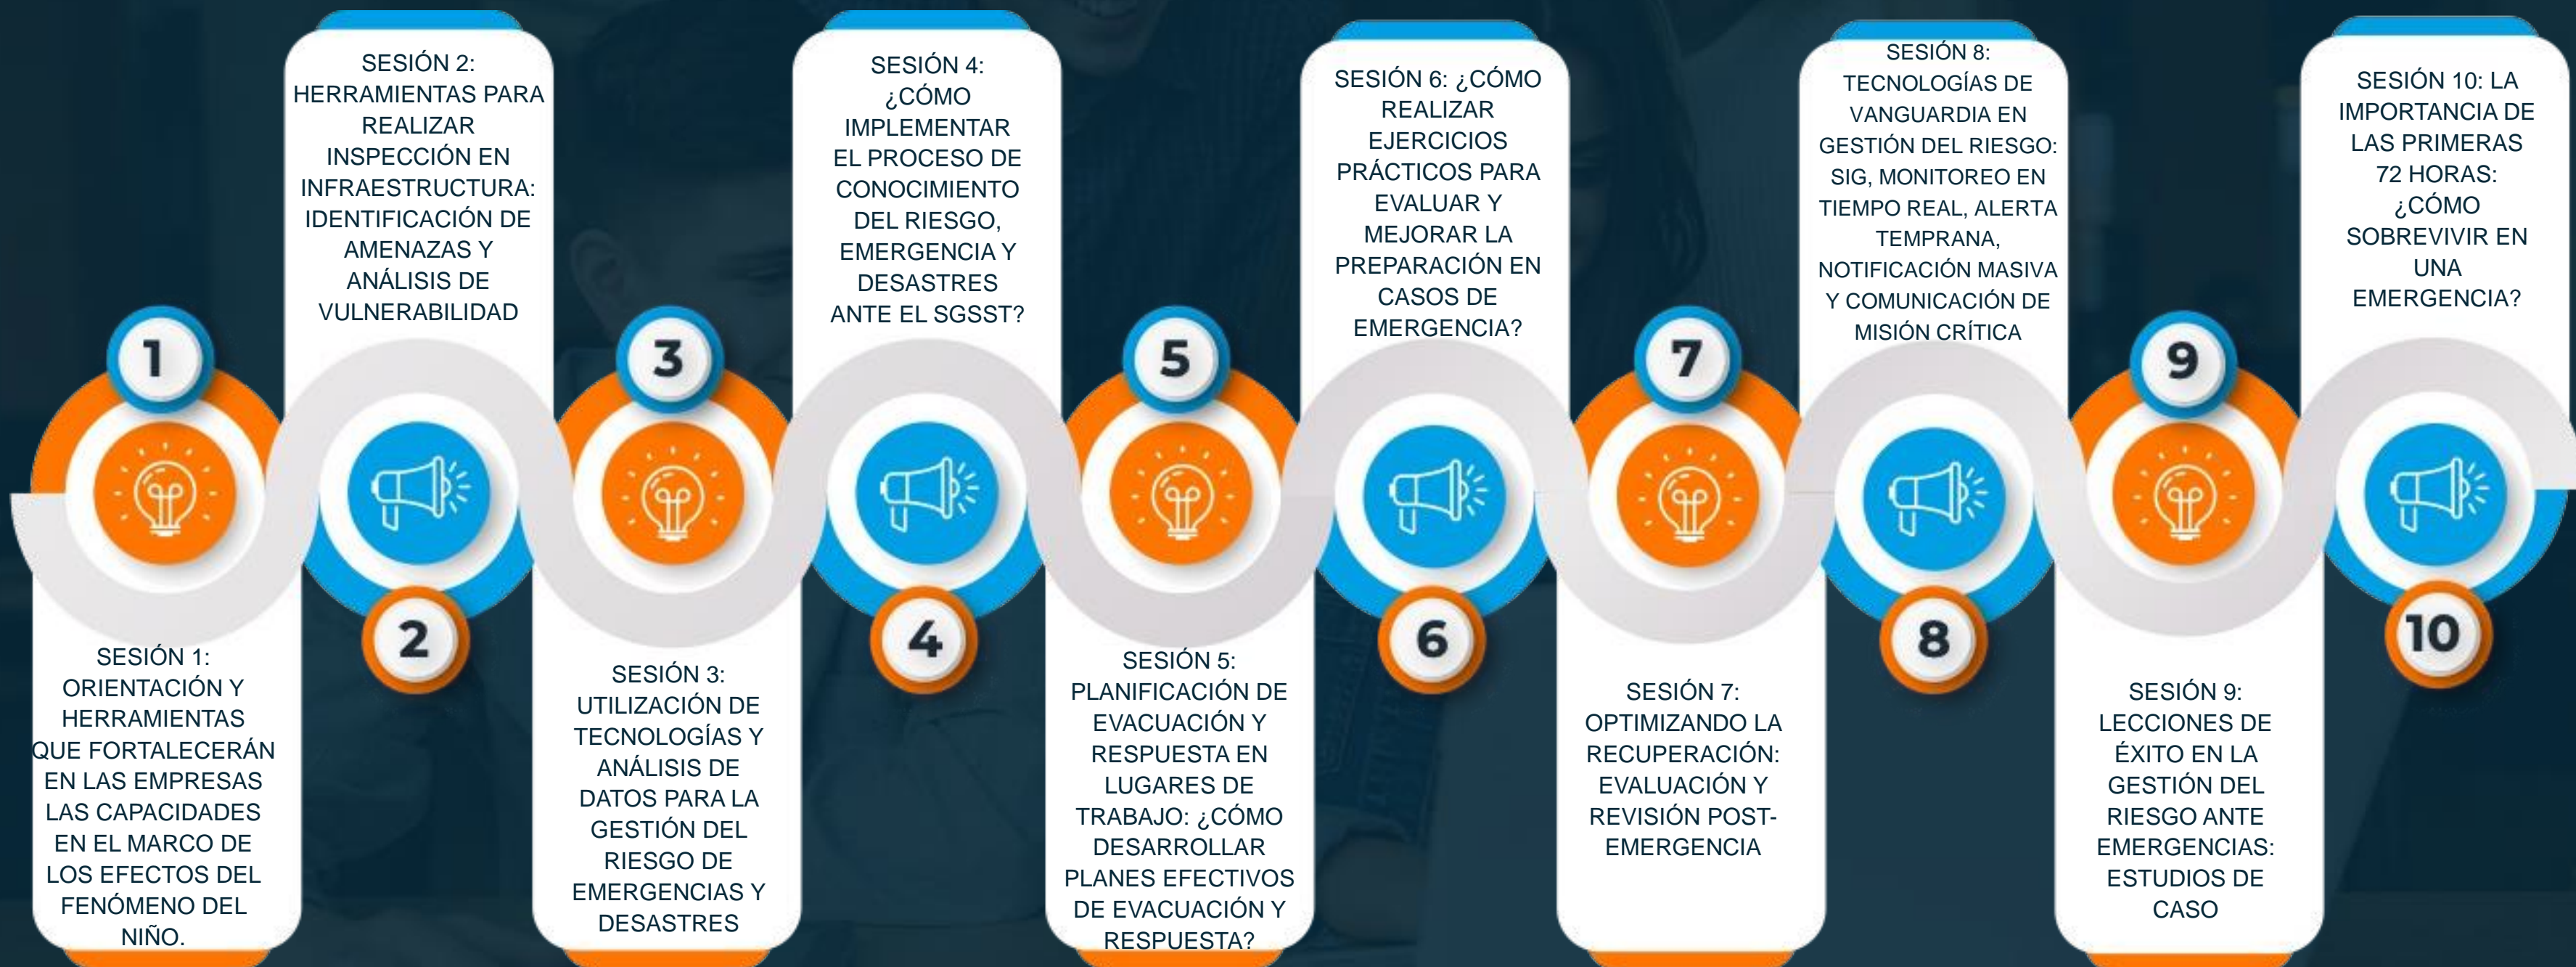 1
SESIÓN 1:
ORIENTACIÓN Y
HERRAMIENTAS
QUE FORTALECERÁN
EN LAS EMPRESAS
LAS CAPACIDADES
EN EL MARCO DE
LOS EFECTOS DEL
FENÓMENO DEL
NIÑO.
SESIÓN 2:
HERRAMIENTAS PARA
REALIZAR
INSPECCIÓN EN
INFRAESTRUCTURA:
IDENTIFICACIÓN DE
AMENAZAS Y
ANÁLISIS DE
VULNERABILIDAD
2
3
SESIÓN 3:
UTILIZACIÓN DE
TECNOLOGÍAS Y
ANÁLISIS DE
DATOS PARA LA
GESTIÓN DEL
RIESGO DE
EMERGENCIAS Y
DESASTRES
SESIÓN 4:
¿CÓMO
IMPLEMENTAR
EL PROCESO DE
CONOCIMIENTO
DEL RIESGO,
EMERGENCIA Y
DESASTRES
ANTE EL SGSST?
4
5
SESIÓN 5:
PLANIFICACIÓN DE
EVACUACIÓN Y
RESPUESTA EN
LUGARES DE
TRABAJO: ¿CÓMO
DESARROLLAR
PLANES EFECTIVOS
DE EVACUACIÓN Y
RESPUESTA?
SESIÓN 6: ¿CÓMO
REALIZAR
EJERCICIOS
PRÁCTICOS PARA
EVALUAR Y
MEJORAR LA
PREPARACIÓN EN
CASOS DE
EMERGENCIA?
6
7
SESIÓN 7:
OPTIMIZANDO LA
RECUPERACIÓN:
EVALUACIÓN Y
REVISIÓN POST-
EMERGENCIA
SESIÓN 8:
TECNOLOGÍAS DE
VANGUARDIA EN
GESTIÓN DEL RIESGO:
SIG, MONITOREO EN
TIEMPO REAL, ALERTA
TEMPRANA,
NOTIFICACIÓN MASIVA
Y COMUNICACIÓN DE
MISIÓN CRÍTICA
8
9
SESIÓN 9:
LECCIONES DE
ÉXITO EN LA
GESTIÓN DEL
RIESGO ANTE
EMERGENCIAS:
ESTUDIOS DE
CASO
SESIÓN 10: LA
IMPORTANCIA DE
LAS PRIMERAS
72 HORAS:
¿CÓMO
SOBREVIVIR EN
UNA
EMERGENCIA?
10